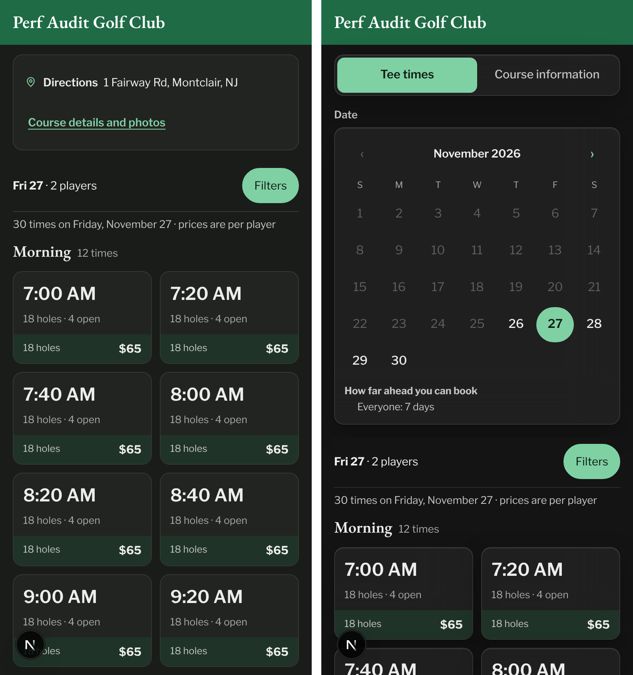 Perf Audit Golf Club
Directions 1 Fairway Rd, Montclair, NJ
Course details and photos
Fri 27 · 2 players
Filters
30 times on Friday, November 27 · prices are per player
Morning 12 times
7:00 AM
18 holes · 4 open
18 holes $65
7:20 AM
18 holes · 4 open
18 holes $65
7:40 AM
18 holes · 4 open
18 holes $65
8:00 AM
18 holes · 4 open
18 holes $65
8:20 AM
18 holes · 4 open
18 holes $65
8:40 AM
18 holes · 4 open
18 holes $65
9:00 AM
18 holes · 4 open
holes $65
9:20 AM
18 holes · 4 open
18 holes $65
N
Perf Audit Golf Club
Tee times
Course information
Date
‹ November 2026 ›
S M T W T F S
1 2 3 4 5 6 7
8 9 10 11 12 13 14
15 16 17 18 19 20 21
22 23 24 25 26 27 28
29 30
How far ahead you can book
Everyone: 7 days
Fri 27 · 2 players
Filters
30 times on Friday, November 27 · prices are per player
Morning 12 times
7:00 AM
18 holes · 4 open
holes $65
7:20 AM
18 holes · 4 open
18 holes $65
7:40 AM
8:00 AM
N